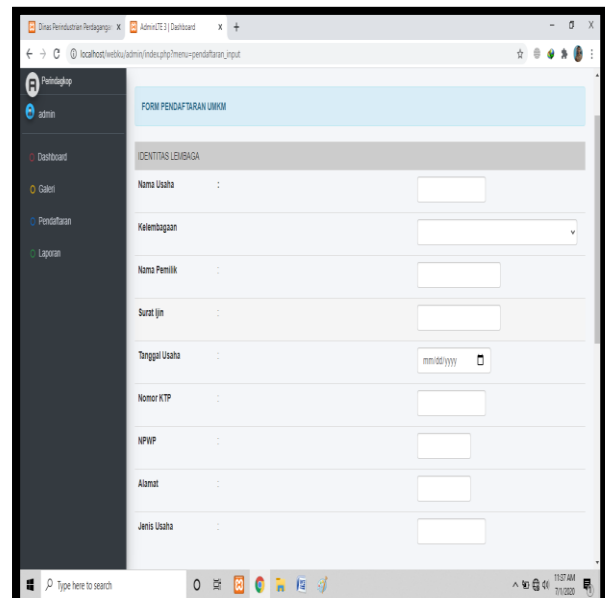 Dinas Perindustrian Perdagangan X AdminLTE 3 | Dashboard X +
localhost/webku/admin/index.php?menu=pendaftaran_input
Perindagkop
admin
Dashboard
Galeri
Pendaftaran
Laporan
FORM PENDAFTARAN UMKM
IDENTITAS LEMBAGA
Nama Usaha :
Kelembagaan
Nama Pemilik :
Surat Ijin :
Tanggal Usaha : mm/dd/yyyy
Nomor KTP :
NPWP :
Alamat :
Jenis Usaha :
Type here to search
11:57 AM
7/1/2020